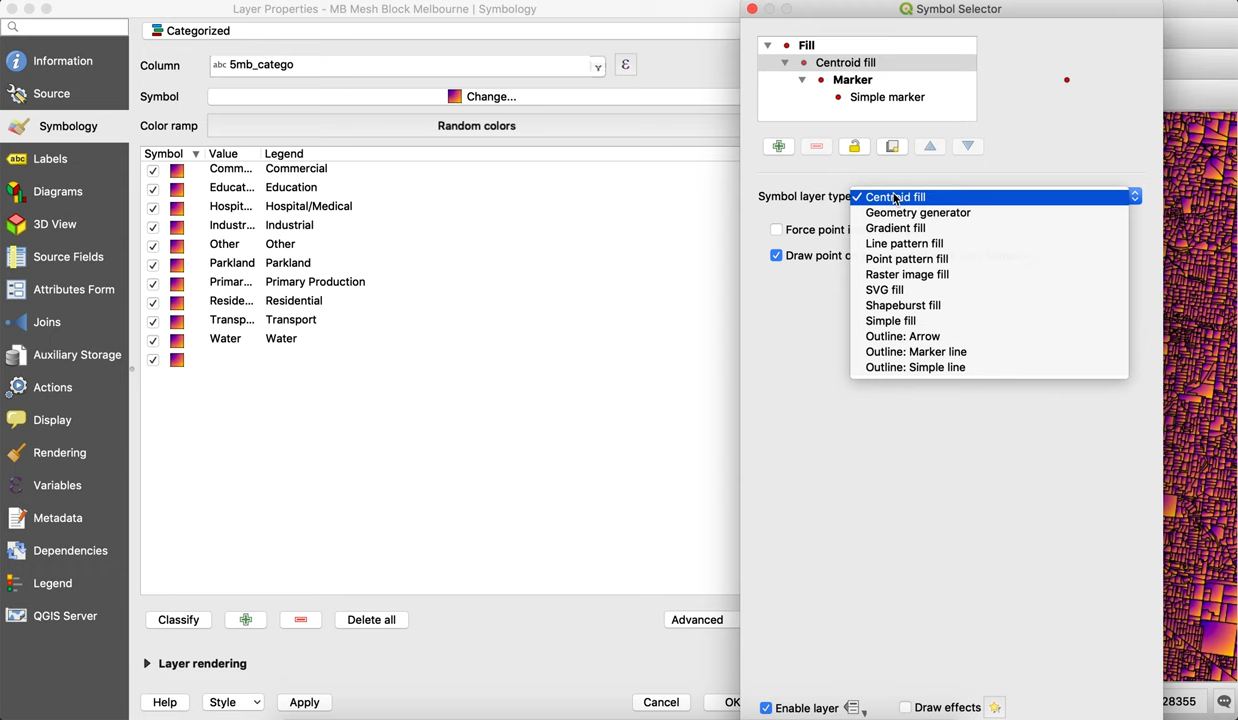 Layer Properties - MB Mesh Block Melbourne | Symbology
Information
Source
Symbology
abc Labels
Diagrams
3D View
Source Fields
Attributes Form
Joins
Auxiliary Storage
Actions
Display
Rendering
Variables
Metadata
Dependencies
Legend
QGIS Server
Categorized
Column abc 5mb_catego ε
Symbol Change...
Color ramp Random colors
Symbol Value Legend
Comm... Commercial
Educat... Education
Hospit... Hospital/Medical
Industr... Industrial
Other Other
Parkland Parkland
Primar... Primary Production
Reside... Residential
Transp... Transport
Water Water
Classify Delete all Advanced
Layer rendering
Help Style Apply Cancel OK
Symbol Selector
Fill
Centroid fill
Marker
Simple marker
Symbol layer type
Centroid fill
Geometry generator
Gradient fill
Line pattern fill
Point pattern fill
Raster image fill
SVG fill
Shapeburst fill
Simple fill
Outline: Arrow
Outline: Marker line
Outline: Simple line
Force point
Draw point
Enable layer Draw effects
28355